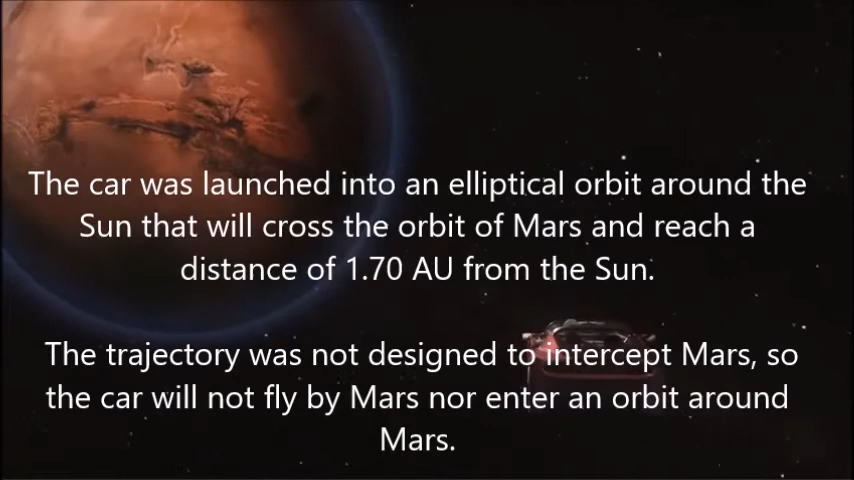 The car was launched into an elliptical orbit around the
Sun that will cross the orbit of Mars and reach a
distance of 1.70 AU from the Sun.
The trajectory was not designed to intercept Mars, so
the car will not fly by Mars nor enter an orbit around
Mars.